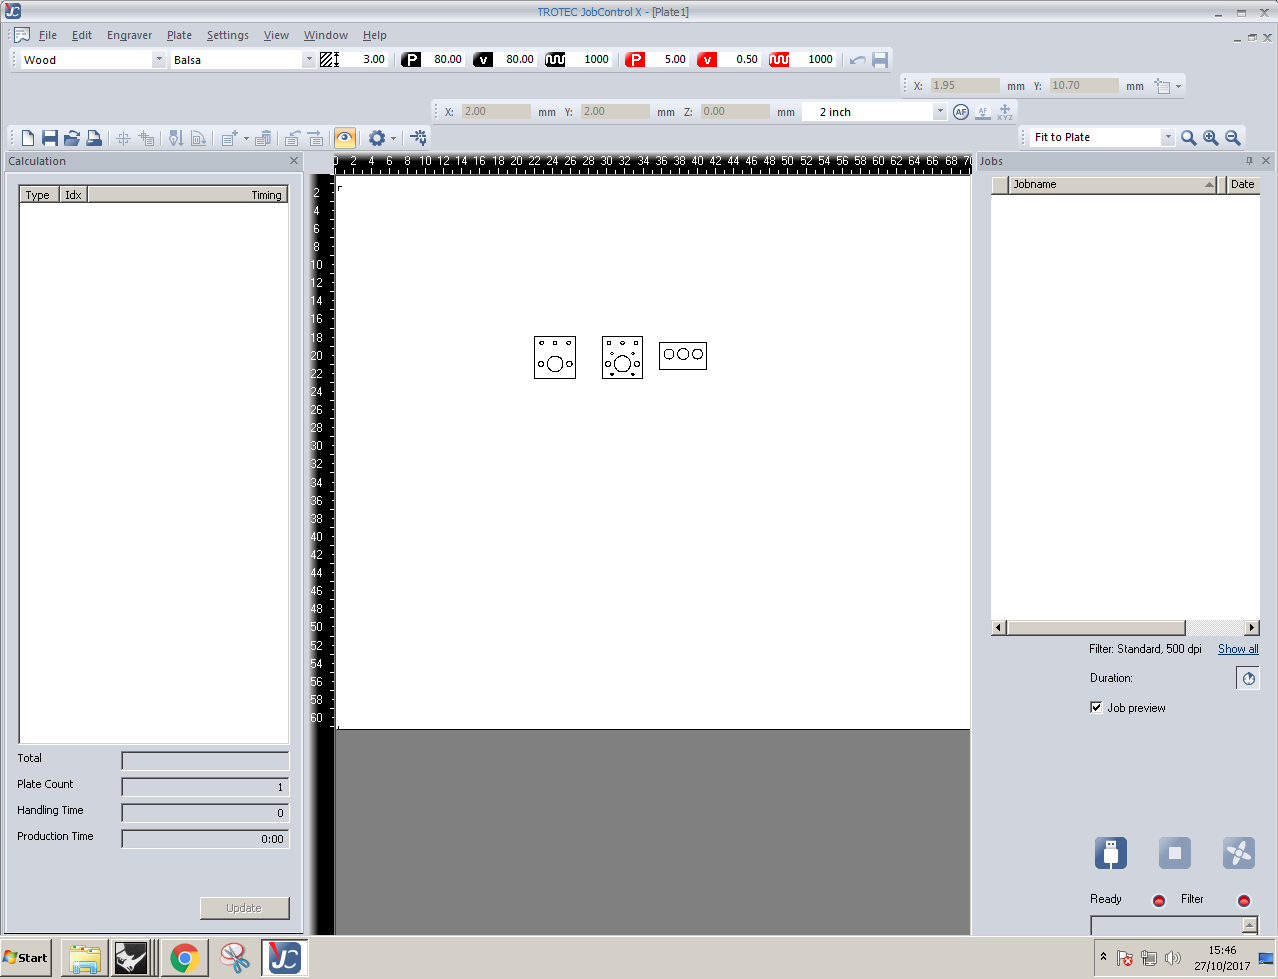 TROTEC JobControl X - [Plate1]
File Edit Engraver Plate Settings View Window Help
Wood Balsa 3.00 P 80.00 v 80.00 1000 P 5.00 v 0.50 1000
X: 1.95 mm Y: 10.70 mm
X: 2.00 mm Y: 2.00 mm Z: 0.00 mm 2 inch AF AF XYZ
Fit to Plate
Calculation
Jobs
0 2 4 6 8 10 12 14 16 18 20 22 24 26 28 30 32 34 36 38 40 42 44 46 48 50 52 54 56 58 60 62 64 66 68 70
Type Idx Timing
Jobname Date
2
4
6
8
10
12
14
16
18
20
22
24
26
28
30
32
34
36
38
40
42
44
46
48
50
52
54
56
58
60
Filter: Standard, 500 dpi Show all
Duration:
Job preview
Total
Plate Count 1
Handling Time 0
Production Time 0:00
Update
Ready Filter
Start
JC
15:46
27/10/2017